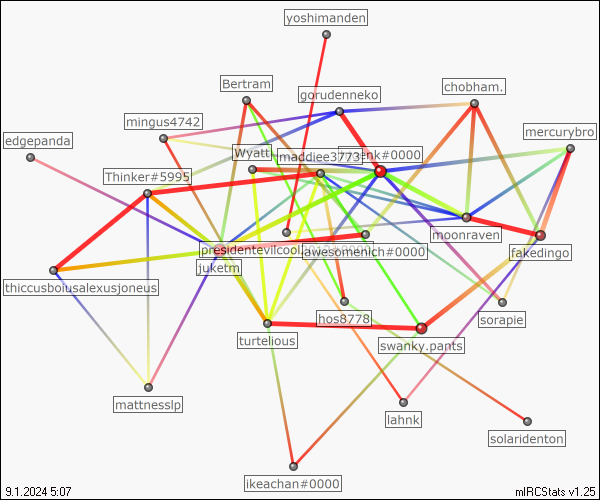 yoshimanden
Bertram
chobham.
gorudenneko
mingus4742
mercurybro
edgepanda
Wyatt
maddiee3773
nk#0000
Thinker#5995
moonraven
presidentevilcool
awesomenich#0000
fakedingo
juketm
thiccusboiusalexusjoneus
sorapie
hos8778
turtelious
swanky.pants
mattnesslp
lahnk
solaridenton
ikeachan#0000
9.1.2024 5:07
mIRCStats v1.25